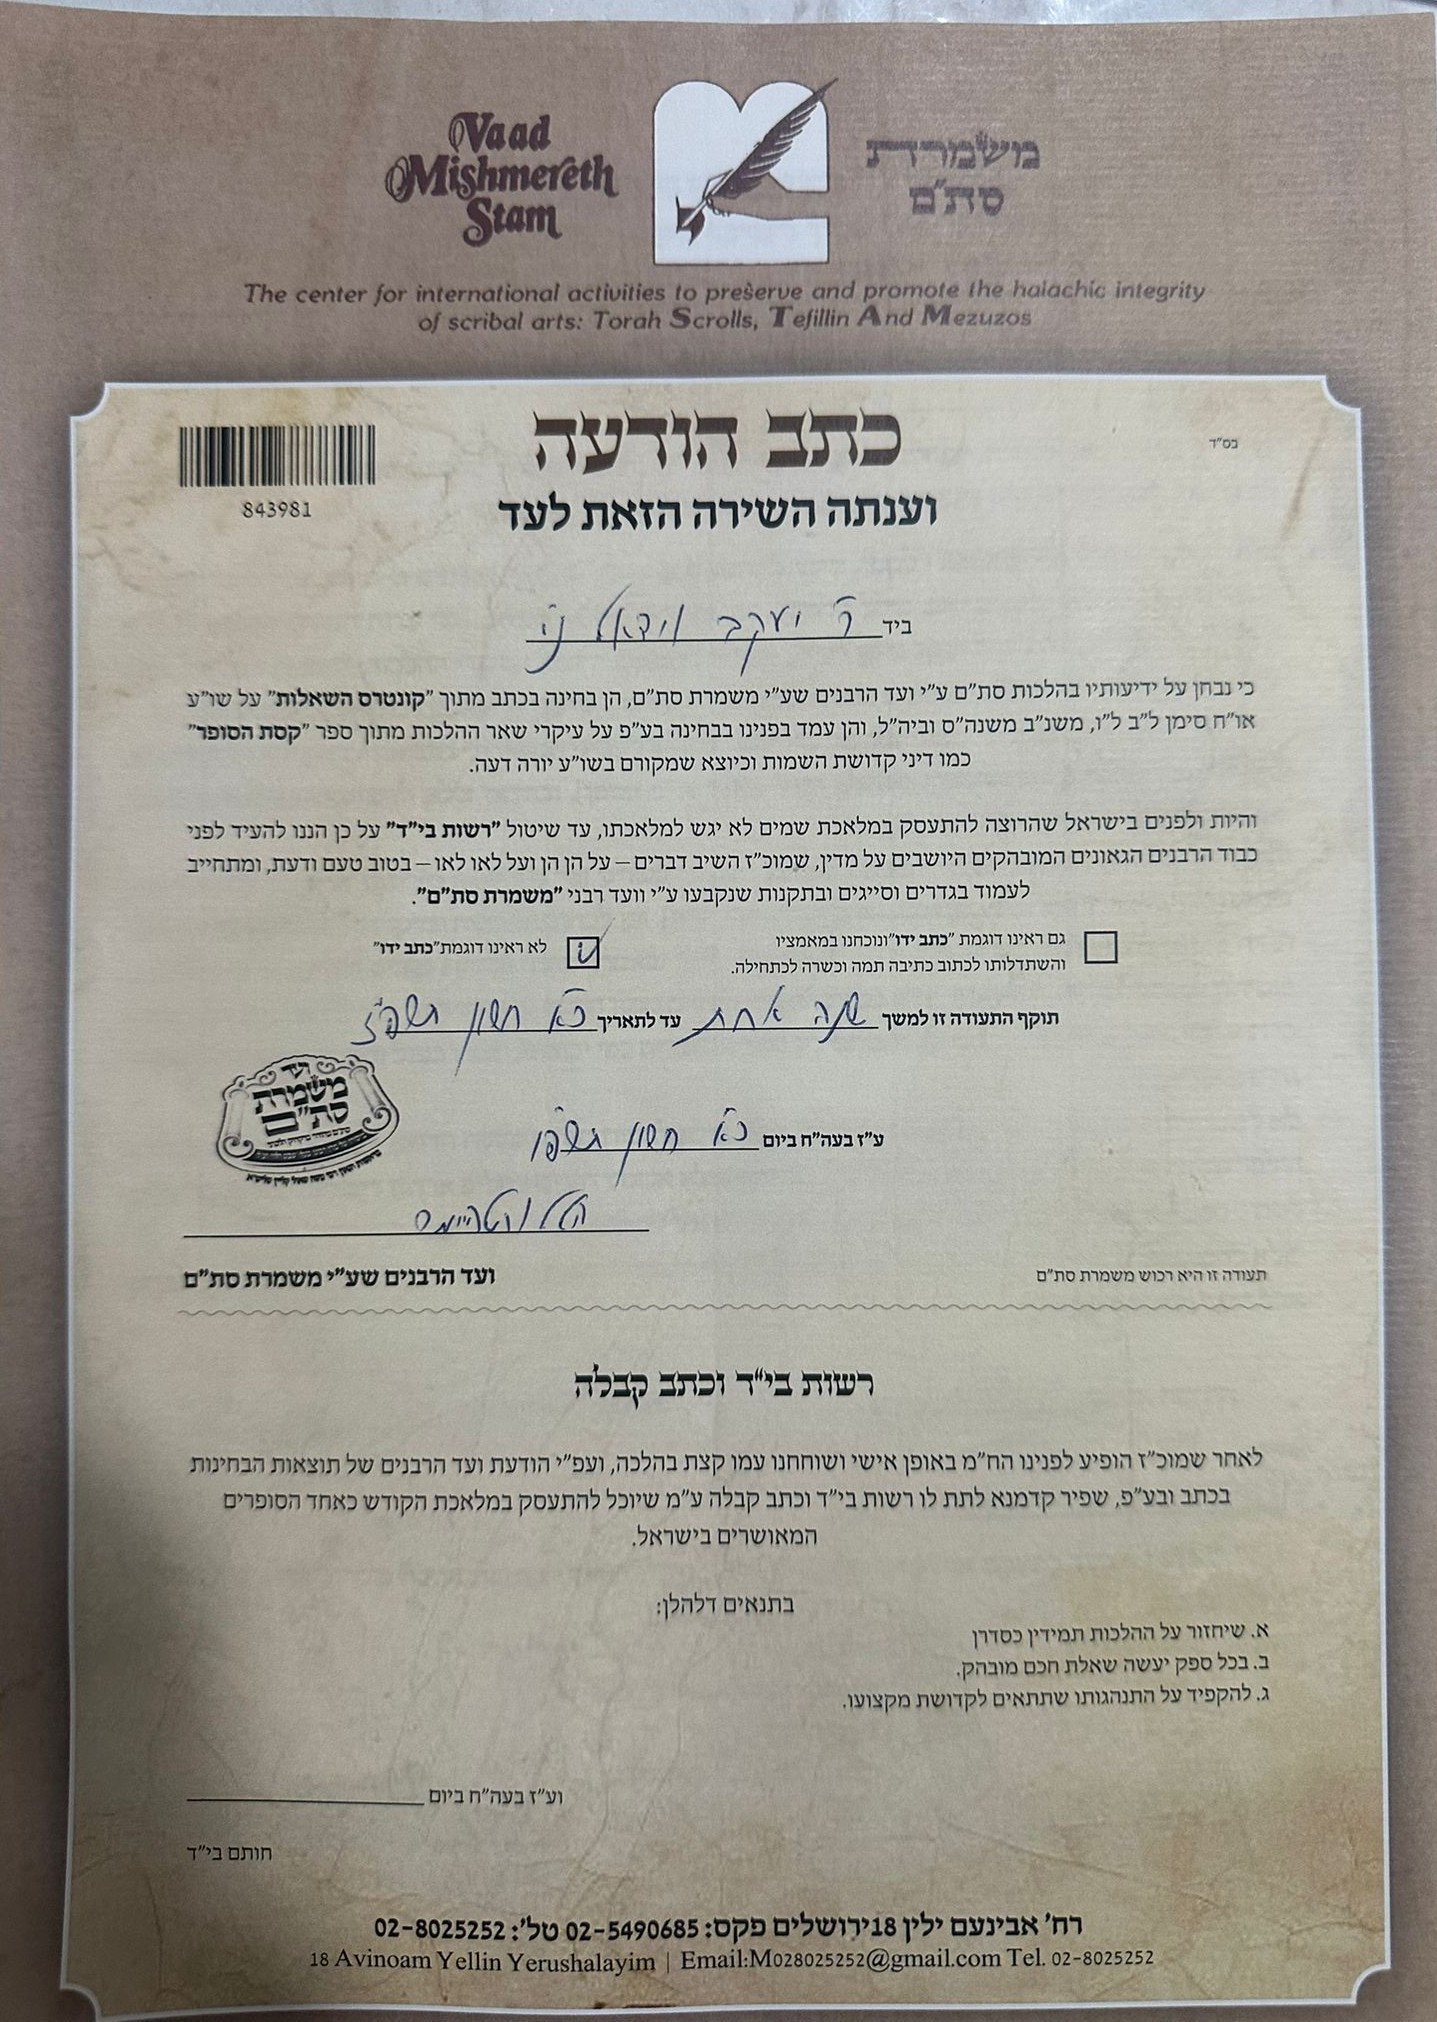 Vaad
Mishmereth
Stam
משמרת
סת"ם
The center for international activities to preserve and promote the halachic integrity
of scribal arts: Torah Scrolls, Tefillin And Mezuzos
בס"ד
843981
כתב הודעה
וענתה השירה הזאת לעד
ביד ר' יעקב וידאל ני'
כי נבחן על ידיעותיו בהלכות סת"ם ע"י ועד הרבנים שע"י משמרת סת"ם, הן בחינה בכתב מתוך "קונטרס השאלות" על שו"ע
או"ח סימן ל"ב ל"ו, משנ"ב משנה"ס וביה"ל, והן עמד בפנינו בבחינה בע"פ על עיקרי שאר ההלכות מתוך ספר "קסת הסופר"
כמו דיני קדושת השמות וכיוצא שמקורם בשו"ע יורה דעה.
והיות ולפנים בישראל שהרוצה להתעסק במלאכת שמים לא יגש למלאכתו, עד שיטול "רשות בי"ד" על כן הננו להעיד לפני
כבוד הרבנים הגאונים המובהקים היושבים על מדין, שמוכ"ז השיב דברים – על הן הן ועל לאו לאו – בטוב טעם ודעת, ומתחייב
לעמוד בגדרים וסייגים ובתקנות שנקבעו ע"י וועד רבני "משמרת סת"ם".
גם ראינו דוגמת "כתב ידו"ונוכחנו במאמציו
והשתדלותו לכתוב כתיבה תמה וכשרה לכתחילה.
לא ראינו דוגמת"כתב ידו"
תוקף התעודה זו למשך שנה אחת עד לתאריך כ"א חשון תשפ"ז
ע"ז בעה"ח ביום כ"א חשון תשפ"ו
ועד
משמרת
סת"ם
ועד הרבנים שע"י משמרת סת"ם
תעודה זו היא רכוש משמרת סת"ם
רשות בי"ד וכתב קבלה
לאחר שמוכ"ז הופיע לפנינו הח"מ באופן אישי ושוחחנו עמו קצת בהלכה, ועפ"י הודעת ועד הרבנים של תוצאות הבחינות
בכתב ובע"פ, שפיר קדמנא לתת לו רשות בי"ד וכתב קבלה ע"מ שיוכל להתעסק במלאכת הקודש כאחד הסופרים
המאושרים בישראל.
בתנאים דלהלן:
א. שיחזור על ההלכות תמידין כסדרן
ב. בכל ספק יעשה שאלת חכם מובהק.
ג. להקפיד על התנהגותו שתתאים לקדושת מקצועו.
וע"ז בעה"ח ביום
חותם בי"ד
רח' אבינעם ילין 18ירושלים פקס: 02-5490685 טל': 02-8025252
18 Avinoam Yellin Yerushalayim | Email:M028025252@gmail.com Tel. 02-8025252